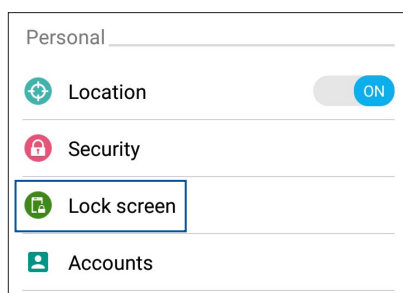 Personal
Location
ON
Security
Lock screen
Accounts